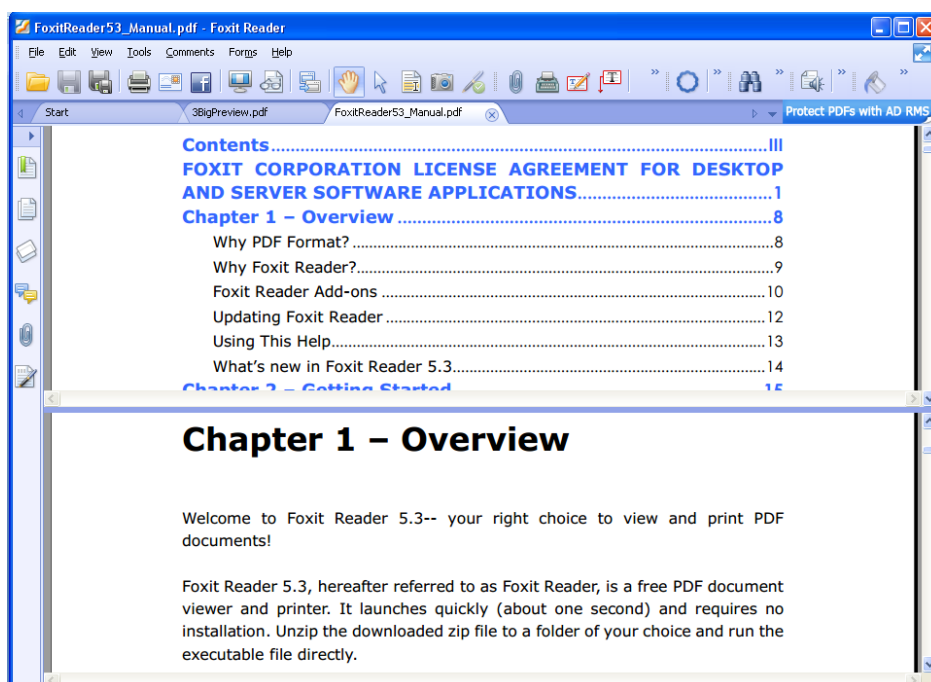 FoxitReader53_Manual.pdf - Foxit Reader
File Edit View Tools Comments Forms Help
Start 3BigPreview.pdf FoxitReader53_Manual.pdf Protect PDFs with AD RMS
Contents.......................................................................................III
FOXIT CORPORATION LICENSE AGREEMENT FOR DESKTOP
AND SERVER SOFTWARE APPLICATIONS...................................1
Chapter 1 – Overview ..................................................................8
Why PDF Format? ..................................................................8
Why Foxit Reader?.................................................................9
Foxit Reader Add-ons ............................................................10
Updating Foxit Reader ...........................................................12
Using This Help.....................................................................13
What's new in Foxit Reader 5.3................................................14
Chapter 2 – Getting Started.........................................................15
Chapter 1 – Overview
Welcome to Foxit Reader 5.3-- your right choice to view and print PDF
documents!
Foxit Reader 5.3, hereafter referred to as Foxit Reader, is a free PDF document
viewer and printer. It launches quickly (about one second) and requires no
installation. Unzip the downloaded zip file to a folder of your choice and run the
executable file directly.